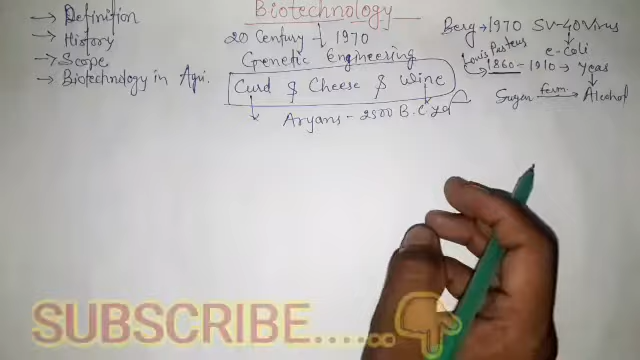 Biotechnology
→ Definition
→ History
→ Scope
→ Biotechnology in Agri.
20 Century 1970
Genetic Engineering
Curd & Cheese & Wine
Aryans - 2500 B.C
Berg → 1970 SV-40 Virus
e-Coli
Louis Pasteur
1860 - 1910 → Yeas
Sugar ferm. → Alcohol
SUBSCRIBE......